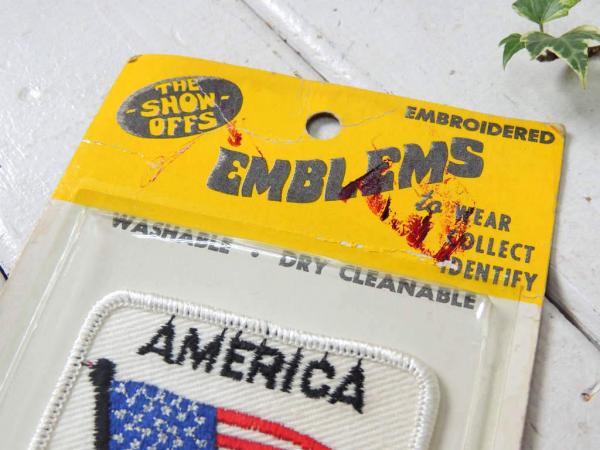 THE
-SHOW-
OFFS
EMBROIDERED
EMBLEMS
to WEAR
COLLECT
IDENTIFY
WASHABLE • DRY CLEANABLE
AMERICA